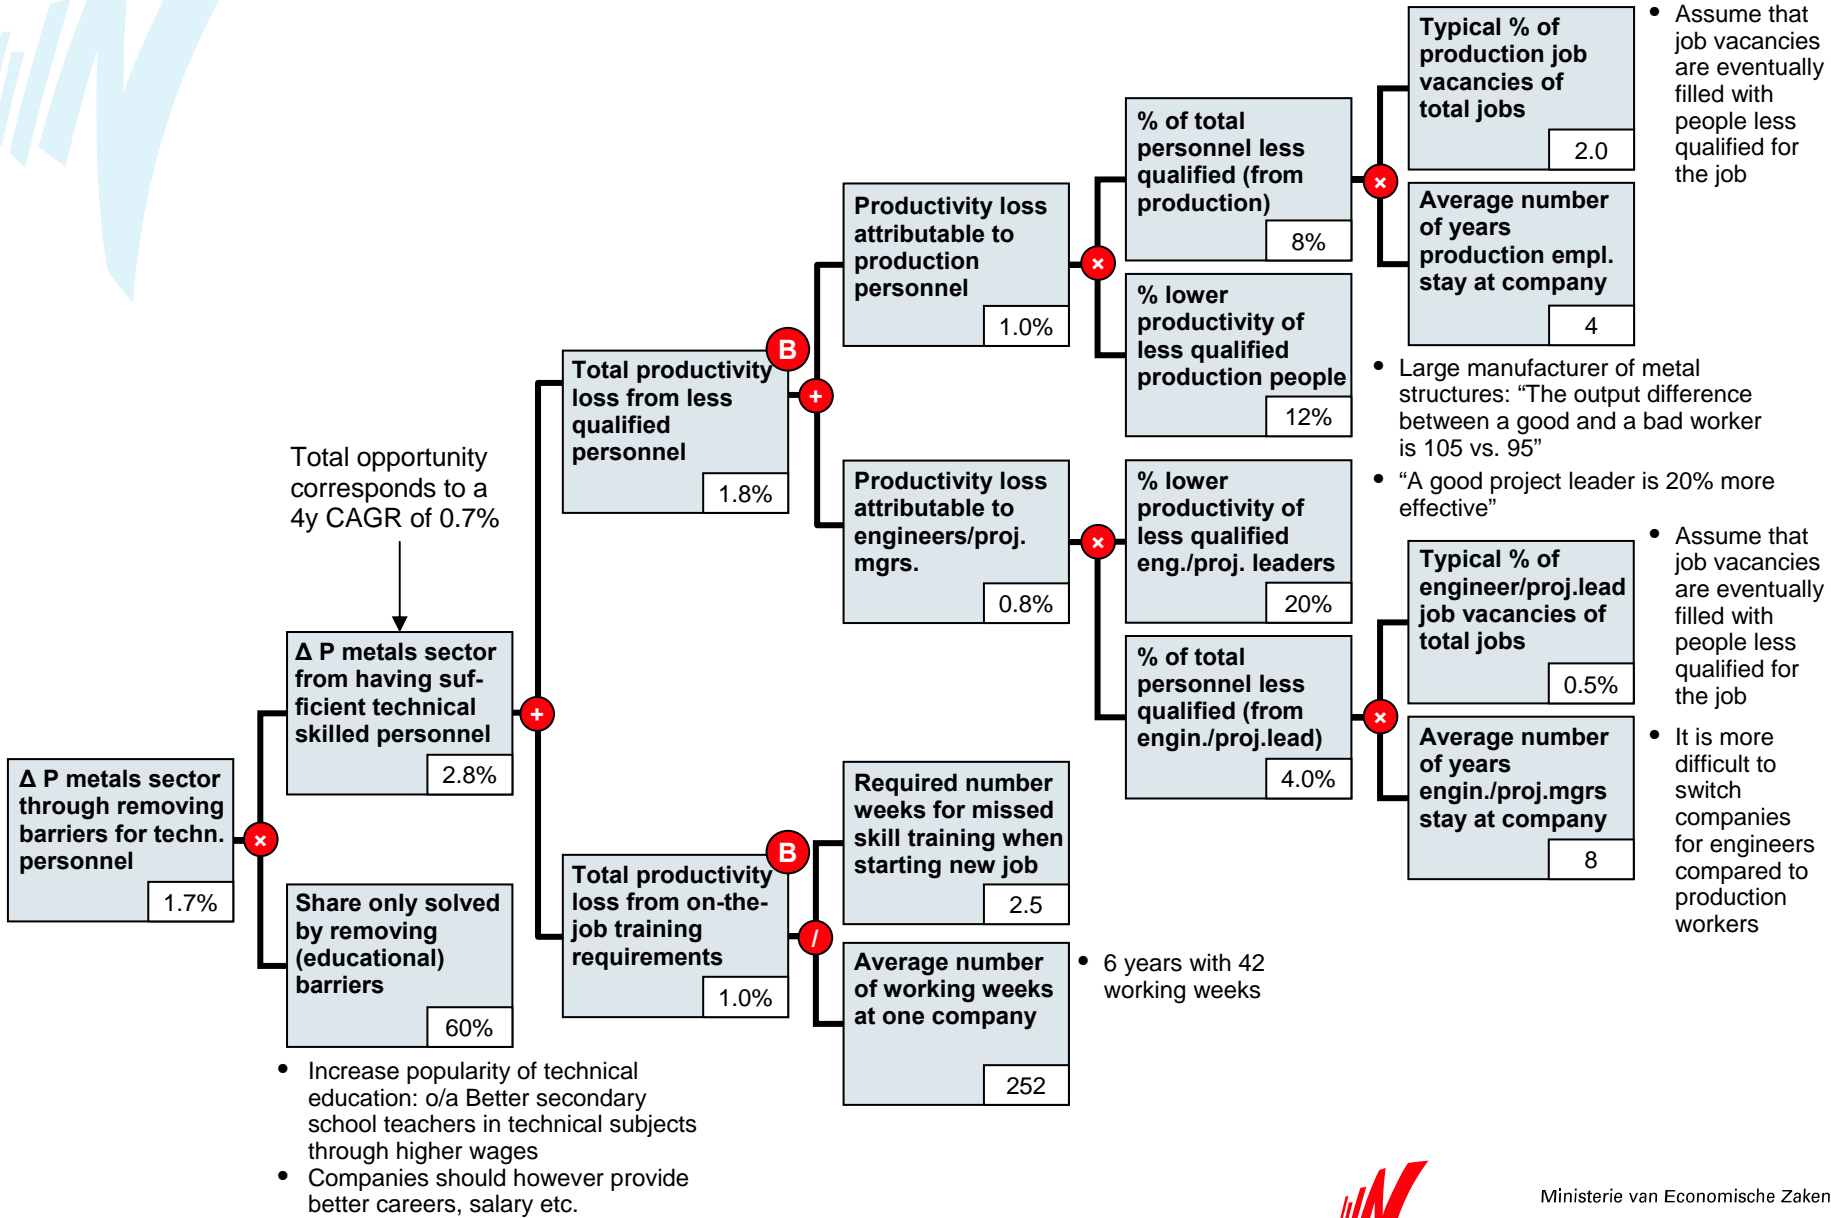 Δ P metals sector
through removing
barriers for techn.
personnel
1.7%
×
Total opportunity
corresponds to a
4y CAGR of 0.7%
Δ P metals sector
from having suf-
ficient technical
skilled personnel
2.8%
Share only solved
by removing
(educational)
barriers
60%
• Increase popularity of technical
education: o/a Better secondary
school teachers in technical subjects
through higher wages
• Companies should however provide
better careers, salary etc.
+
Total productivity
loss from less
qualified
personnel
1.8%
B
+
Total productivity
loss from on-the-
job training
requirements
1.0%
B
/
Productivity loss
attributable to
production
personnel
1.0%
×
Productivity loss
attributable to
engineers/proj.
mgrs.
0.8%
×
Required number
weeks for missed
skill training when
starting new job
2.5
Average number
of working weeks
at one company
252
• 6 years with 42
working weeks
% of total
personnel less
qualified (from
production)
8%
×
% lower
productivity of
less qualified
production people
12%
% lower
productivity of
less qualified
eng./proj. leaders
20%
% of total
personnel less
qualified (from
engin./proj.lead)
4.0%
×
Typical % of
production job
vacancies of
total jobs
2.0
Average number
of years
production empl.
stay at company
4
• Assume that
job vacancies
are eventually
filled with
people less
qualified for
the job
• Large manufacturer of metal
structures: “The output difference
between a good and a bad worker
is 105 vs. 95”
• “A good project leader is 20% more
effective”
Typical % of
engineer/proj.lead
job vacancies of
total jobs
0.5%
Average number
of years
engin./proj.mgrs
stay at company
8
• Assume that
job vacancies
are eventually
filled with
people less
qualified for
the job
• It is more
difficult to
switch
companies
for engineers
compared to
production
workers
Ministerie van Economische Zaken